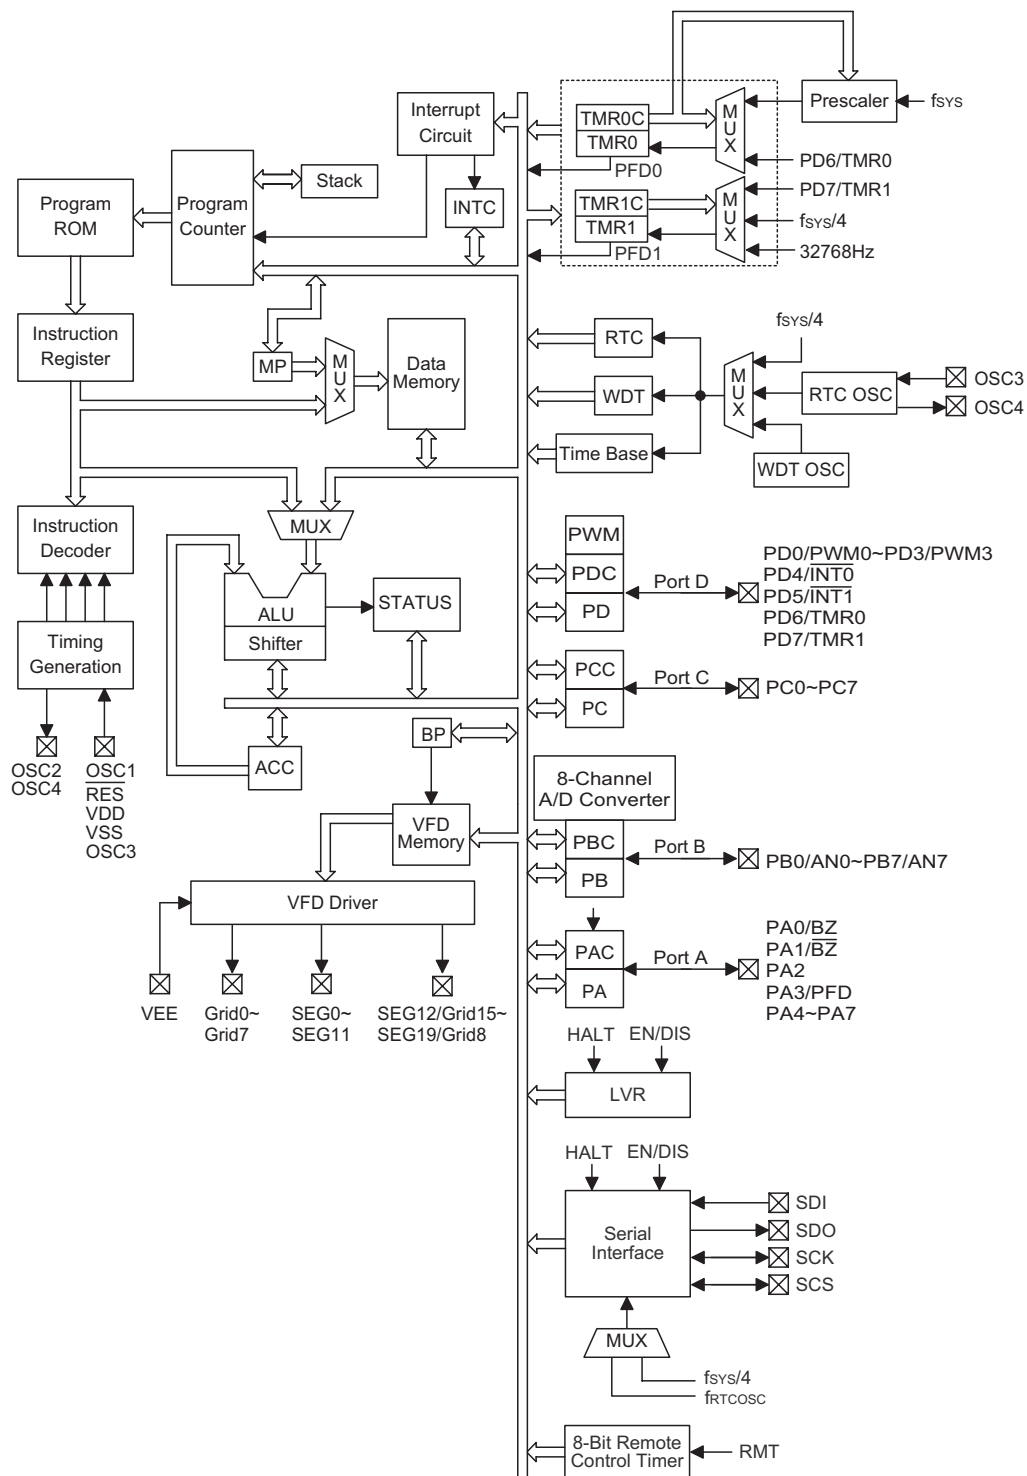 Interrupt
Circuit
INTC
Stack
Program
Counter
Program
ROM
Instruction
Register
MP
MUX
Data
Memory
MUX
Instruction
Decoder
ALU
Shifter
STATUS
Timing
Generation
OSC2
OSC4
OSC1
R̅E̅S̅
VDD
VSS
OSC3
ACC
BP
VFD
Memory
VFD Driver
VEE
Grid0~
Grid7
SEG0~
SEG11
SEG12/Grid15~
SEG19/Grid8
TMR0C
TMR0
PFD0
MUX
Prescaler
fSYS
PD6/TMR0
TMR1C
TMR1
PFD1
MUX
PD7/TMR1
fSYS/4
32768Hz
RTC
WDT
Time Base
MUX
fSYS/4
RTC OSC
OSC3
OSC4
WDT OSC
PWM
PDC
PD
Port D
PD0/PWM0~PD3/PWM3
PD4/I̅N̅T̅0̅
PD5/I̅N̅T̅1̅
PD6/TMR0
PD7/TMR1
PCC
PC
Port C
PC0~PC7
8-Channel
A/D Converter
PBC
PB
Port B
PB0/AN0~PB7/AN7
PAC
PA
Port A
PA0/BZ
PA1/B̅Z̅
PA2
PA3/PFD
PA4~PA7
HALT EN/DIS
LVR
HALT EN/DIS
Serial
Interface
SDI
SDO
SCK
SCS
MUX
fSYS/4
fRTCOSC
8-Bit Remote
Control Timer
RMT